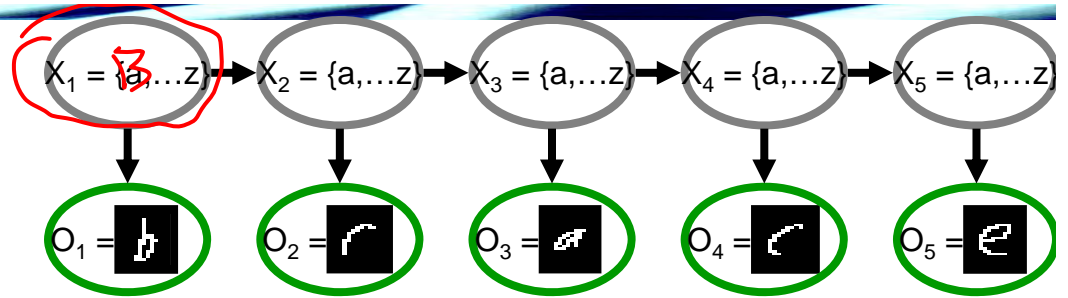 X₁ = {a,…z} X₂ = {a,…z} X₃ = {a,…z} X₄ = {a,…z} X₅ = {a,…z}
B
O₁ = b O₂ = r O₃ = a O₄ = c O₅ = e